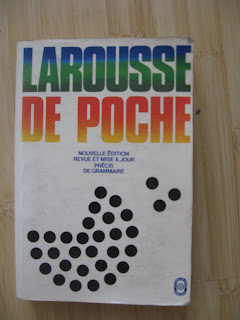 LAROUSSE
DE POCHE
NOUVELLE ÉDITION
REVUE ET MISE A JOUR
PRÉCIS
DE GRAMMAIRE